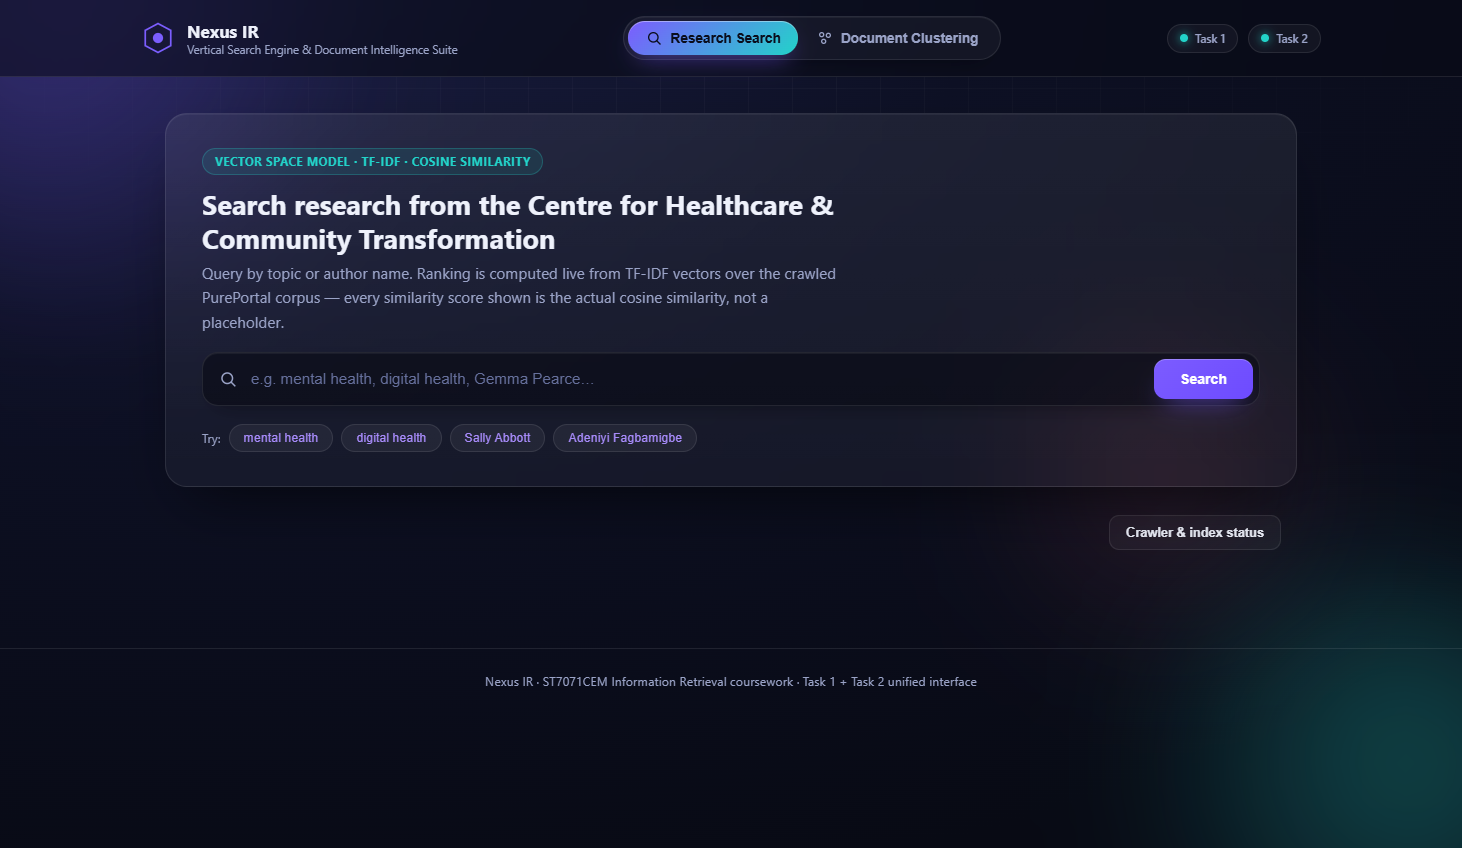 Nexus IR
Vertical Search Engine & Document Intelligence Suite
Research Search
Document Clustering
Task 1
Task 2
VECTOR SPACE MODEL · TF-IDF · COSINE SIMILARITY
Search research from the Centre for Healthcare &
Community Transformation
Query by topic or author name. Ranking is computed live from TF-IDF vectors over the crawled
PurePortal corpus — every similarity score shown is the actual cosine similarity, not a
placeholder.
e.g. mental health, digital health, Gemma Pearce…
Search
Try:
mental health
digital health
Sally Abbott
Adeniyi Fagbamigbe
Crawler & index status
Nexus IR · ST7071CEM Information Retrieval coursework · Task 1 + Task 2 unified interface